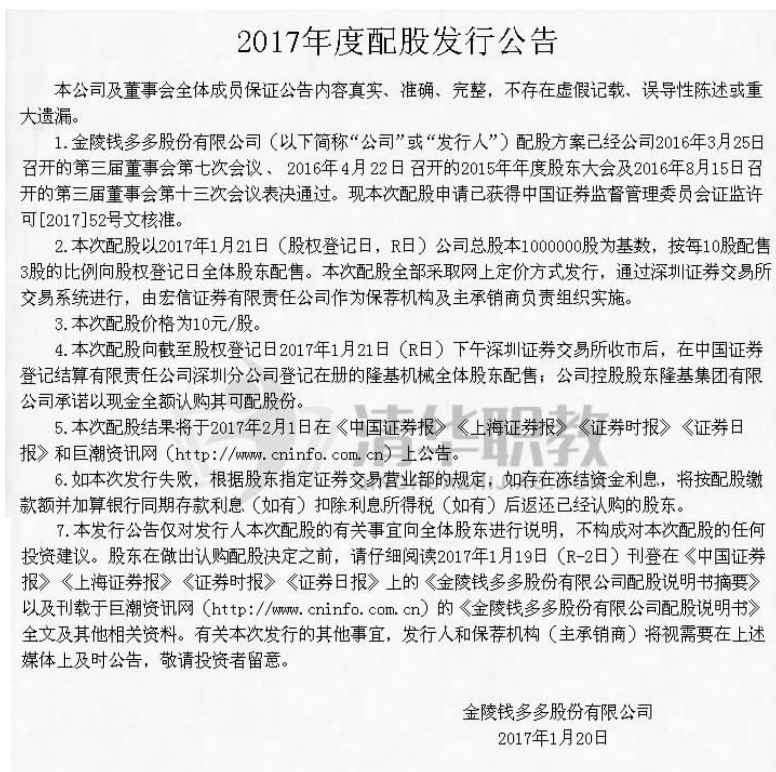 2017年度配股发行公告
本公司及董事会全体成员保证公告内容真实、准确、完整，不存在虚假记载、误导性陈述或重
大遗漏。
1.金陵钱多多股份有限公司（以下简称“公司”或“发行人”）配股方案已经公司2016年3月25日
召开的第三届董事会第七次会议、2016年4月22日召开的2015年年度股东大会及2016年8月15日召
开的第三届董事会第十三次会议表决通过。现本次配股申请已获得中国证券监督管理委员会证监许
可[2017]52号文核准。
2.本次配股以2017年1月21日（股权登记日，R日）公司总股本1000000股为基数，按每10股配售
3股的比例向股权登记日全体股东配售。本次配股全部采取网上定价方式发行，通过深圳证券交易所
交易系统进行，由宏信证券有限责任公司作为保荐机构及主承销商负责组织实施。
3.本次配股价格为10元/股。
4.本次配股向截至股权登记日2017年1月21日（R日）下午深圳证券交易所收市后，在中国证券
登记结算有限责任公司深圳分公司登记在册的隆基机械全体股东配售；公司控股股东隆基集团有限
公司承诺以现金全额认购其可配股份。
5.本次配股结果将于2017年2月1日在《中国证券报》《上海证券报》《证券时报》《证券日
报》和巨潮资讯网（http://www.cninfo.com.cn）上公告。
6.如本次发行失败，根据股东指定证券交易营业部的规定，如存在冻结资金利息，将按配股缴
款额并加算银行同期存款利息（如有）扣除利息所得税（如有）后返还已经认购的股东。
7.本发行公告仅对发行人本次配股的有关事宜向全体股东进行说明，不构成对本次配股的任何
投资建议。股东在做出认购配股决定之前，请仔细阅读2017年1月19日（R-2日）刊登在《中国证券
报》《上海证券报》《证券时报》《证券日报》上的《金陵钱多多股份有限公司配股说明书摘要》
以及刊载于巨潮资讯网（http://www.cninfo.com.cn）的《金陵钱多多股份有限公司配股说明书》
全文及其他相关资料。有关本次发行的其他事宜，发行人和保荐机构（主承销商）将视需要在上述
媒体上及时公告，敬请投资者留意。
金陵钱多多股份有限公司
2017年1月20日
清华职教